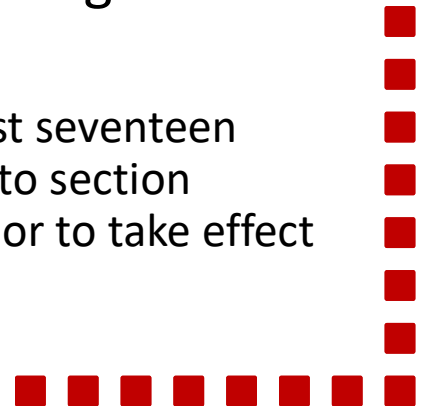 g
st seventeen
to section
or to take effect